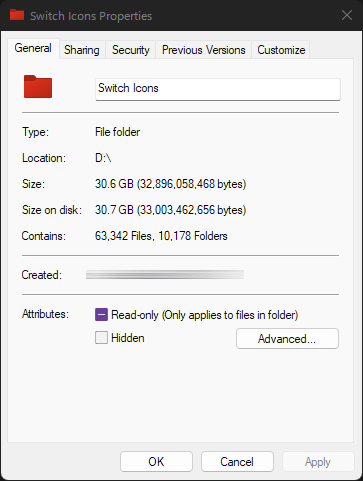 Switch Icons Properties
General Sharing Security Previous Versions Customize
Switch Icons
Type: File folder
Location: D:\
Size: 30.6 GB (32,896,058,468 bytes)
Size on disk: 30.7 GB (33,003,462,656 bytes)
Contains: 63,342 Files, 10,178 Folders
Created:
Attributes: Read-only (Only applies to files in folder)
Hidden Advanced...
OK Cancel Apply